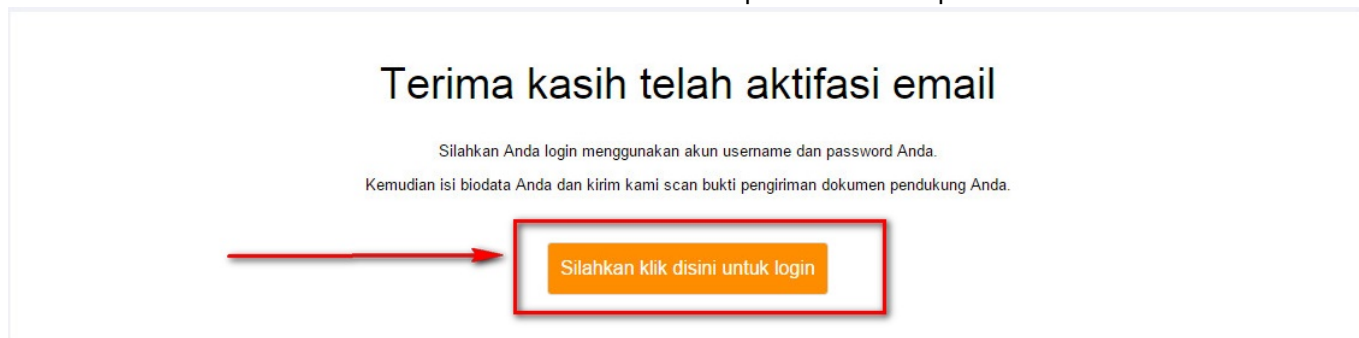 Terima kasih telah aktifasi email
Silahkan Anda login menggunakan akun username dan password Anda.
Kemudian isi biodata Anda dan kirim kami scan bukti pengiriman dokumen pendukung Anda.
Silahkan klik disini untuk login